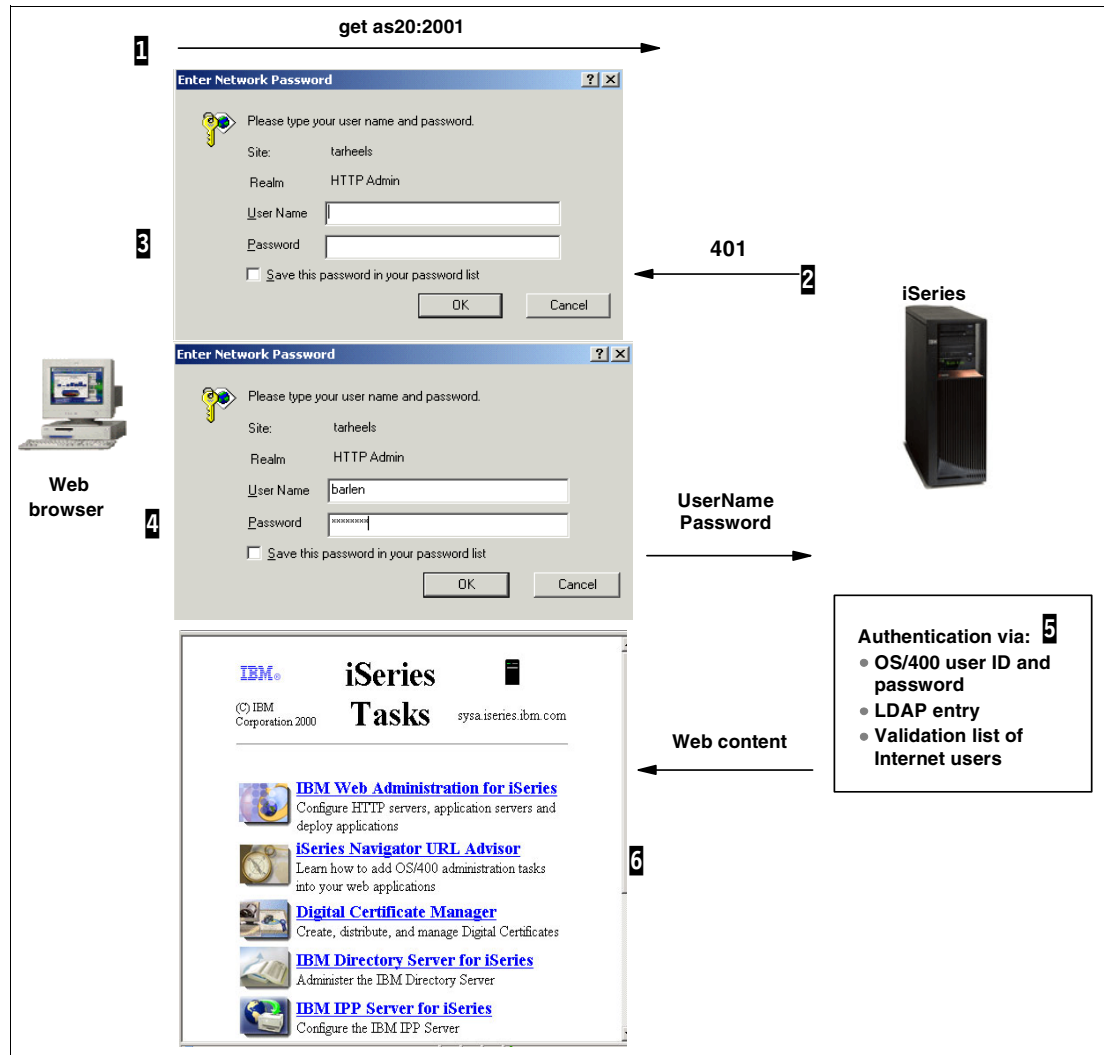 get as20:2001
1
Enter Network Password
Please type your user name and password.
Site: tarheels
Realm HTTP Admin
User Name
Password
Save this password in your password list
OK Cancel
3
401
2
iSeries
Enter Network Password
Please type your user name and password.
Site: tarheels
Realm HTTP Admin
User Name barlen
Password ********
Save this password in your password list
OK Cancel
4
Web
browser
UserName
Password
Authentication via: 5
• OS/400 user ID and
password
• LDAP entry
• Validation list of
Internet users
Web content
IBM®
iSeries
Tasks
(C) IBM
Corporation 2000
sysa.iseries.ibm.com
IBM Web Administration for iSeries
Configure HTTP servers, application servers and
deploy applications
iSeries Navigator URL Advisor
Learn how to add OS/400 administration tasks
into your web applications
Digital Certificate Manager
Create, distribute, and manage Digital Certificates
IBM Directory Server for iSeries
Administer the IBM Directory Server
IBM IPP Server for iSeries
Configure the IBM IPP Server
6